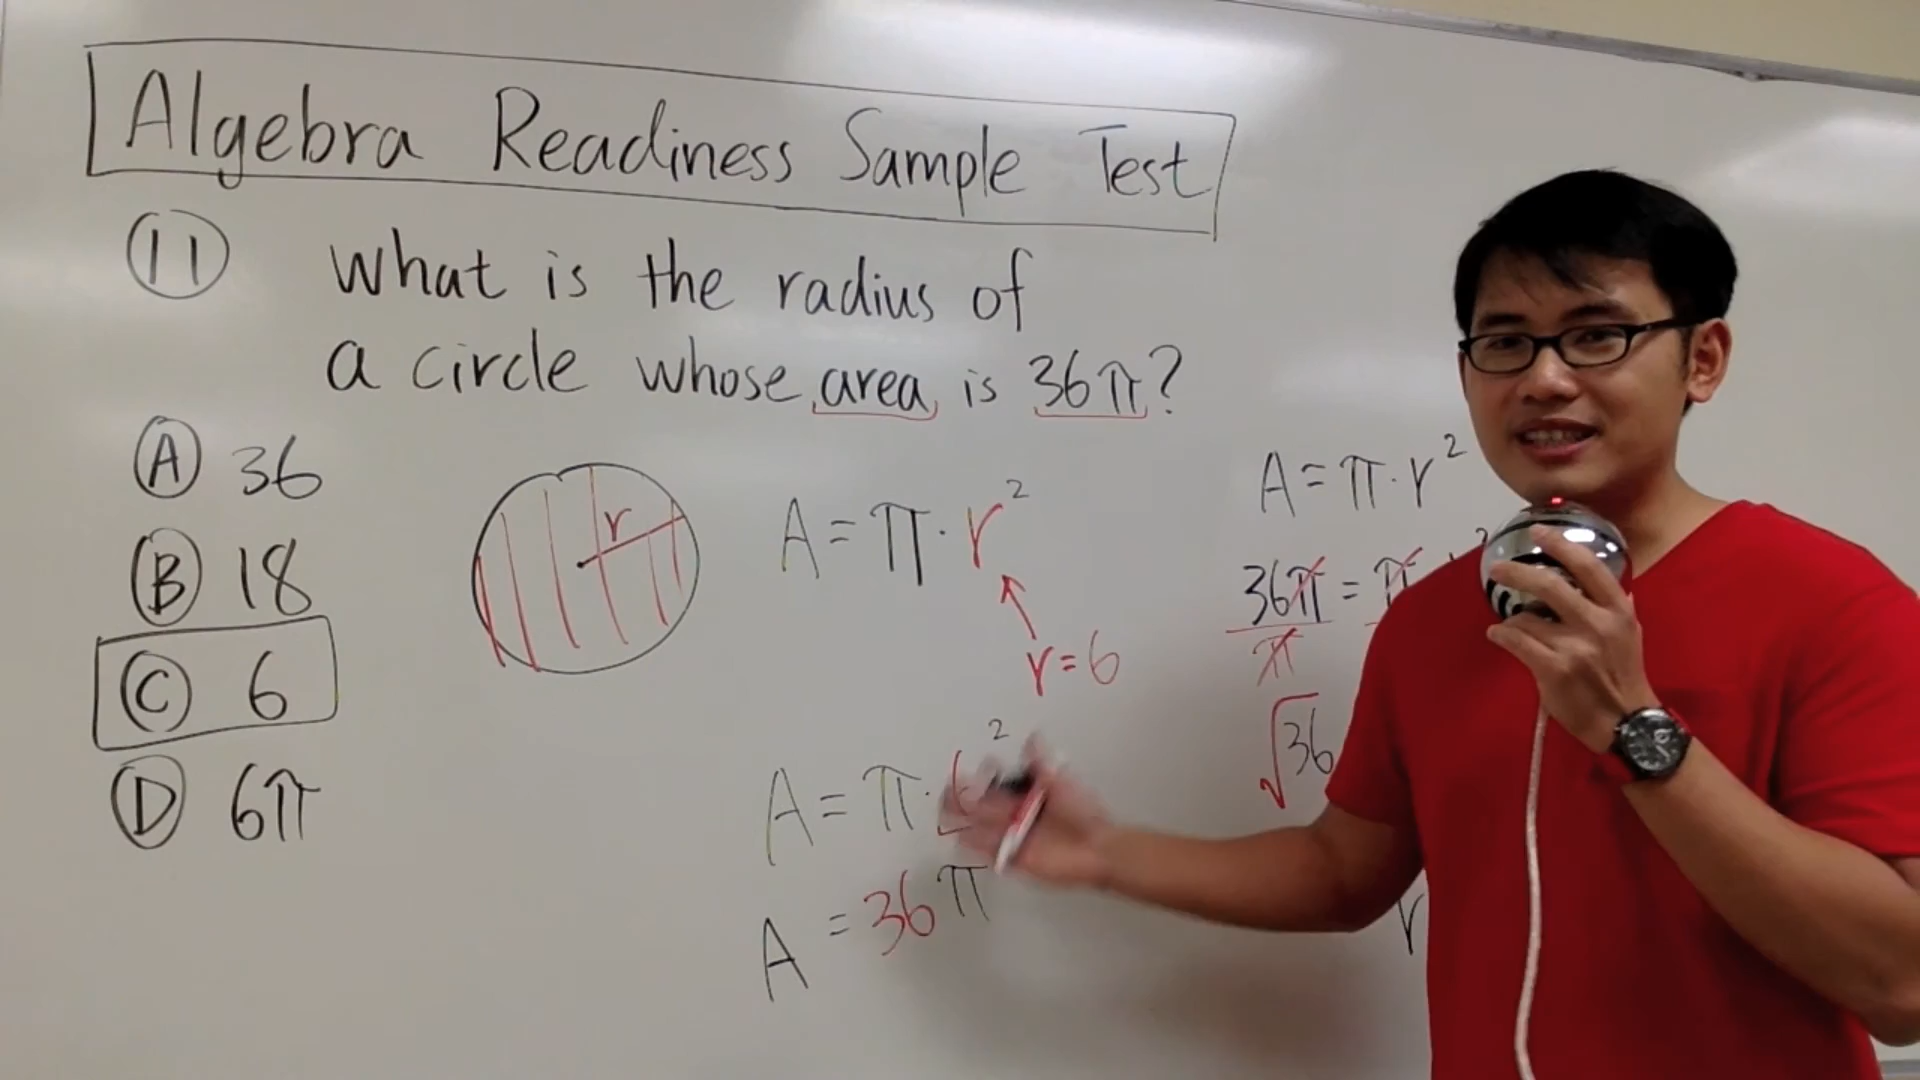 Algebra Readiness Sample Test
⑪ What is the radius of
a circle whose area is 36π?
Ⓐ 36
Ⓑ 18
Ⓒ 6
Ⓓ 6π
r
A = π · r²
r = 6
A = π · 6²
A = 36π
A = π · r²
36π = π
π
√36
r